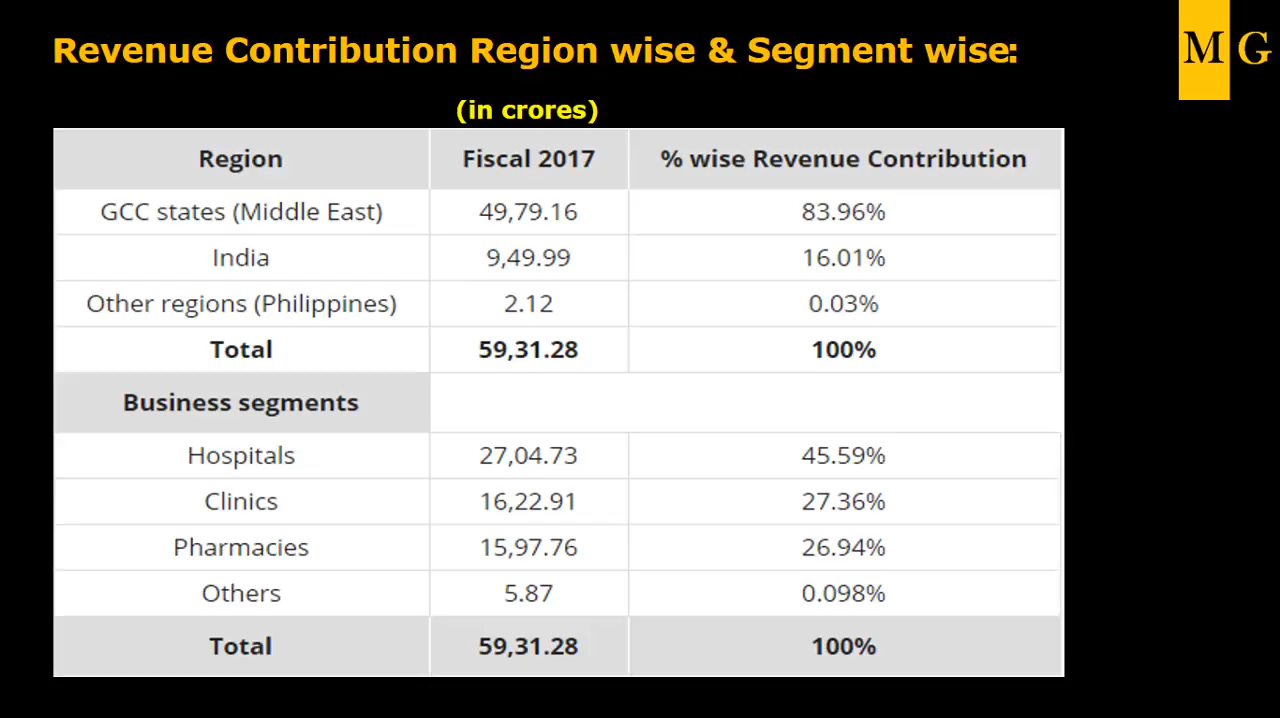 Revenue Contribution Region wise & Segment wise:
M G
(in crores)
Region Fiscal 2017 % wise Revenue Contribution
GCC states (Middle East) 49,79.16 83.96%
India 9,49.99 16.01%
Other regions (Philippines) 2.12 0.03%
Total 59,31.28 100%
Business segments
Hospitals 27,04.73 45.59%
Clinics 16,22.91 27.36%
Pharmacies 15,97.76 26.94%
Others 5.87 0.098%
Total 59,31.28 100%